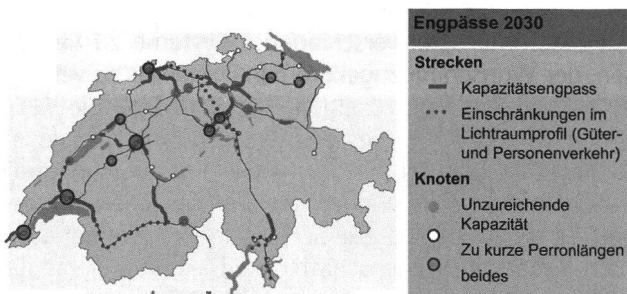 Engpässe 2030
Strecken
Kapazitätsengpass
Einschränkungen im
Lichtraumprofil (Güter-
und Personenverkehr)
Knoten
Unzureichende
Kapazität
Zu kurze Perronlängen
beides